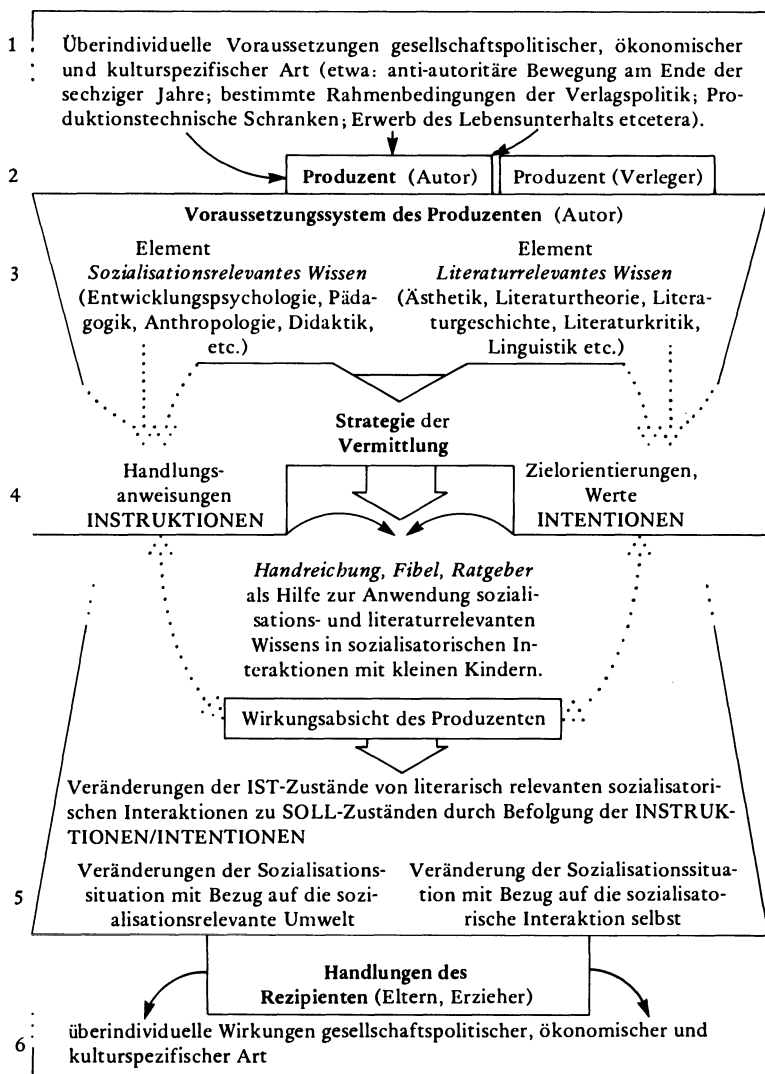 1 Überindividuelle Voraussetzungen gesellschaftspolitischer, ökonomischer
und kulturspezifischer Art (etwa: anti-autoritäre Bewegung am Ende der
sechziger Jahre; bestimmte Rahmenbedingungen der Verlagspolitik; Pro-
duktionstechnische Schranken; Erwerb des Lebensunterhalts etcetera).
2 Produzent (Autor) Produzent (Verleger)
Voraussetzungssystem des Produzenten (Autor)
3
Element
Sozialisationsrelevantes Wissen
(Entwicklungspsychologie, Päda-
gogik, Anthropologie, Didaktik,
etc.)
Element
Literaturrelevantes Wissen
(Ästhetik, Literaturtheorie, Litera-
turgeschichte, Literaturkritik,
Linguistik etc.)
Strategie der
Vermittlung
4
Handlungs-
anweisungen
INSTRUKTIONEN
Zielorientierungen,
Werte
INTENTIONEN
Handreichung, Fibel, Ratgeber
als Hilfe zur Anwendung soziali-
sations- und literaturrelevanten
Wissens in sozialisatorischen In-
teraktionen mit kleinen Kindern.
Wirkungsabsicht des Produzenten
Veränderungen der IST-Zustände von literarisch relevanten sozialisatori-
schen Interaktionen zu SOLL-Zuständen durch Befolgung der INSTRUK-
TIONEN/INTENTIONEN
5
Veränderungen der Sozialisations-
situation mit Bezug auf die sozi-
alisationsrelevante Umwelt
Veränderung der Sozialisationssitua-
tion mit Bezug auf die sozialisato-
rische Interaktion selbst
Handlungen des
Rezipienten (Eltern, Erzieher)
6 überindividuelle Wirkungen gesellschaftspolitischer, ökonomischer und
kulturspezifischer Art